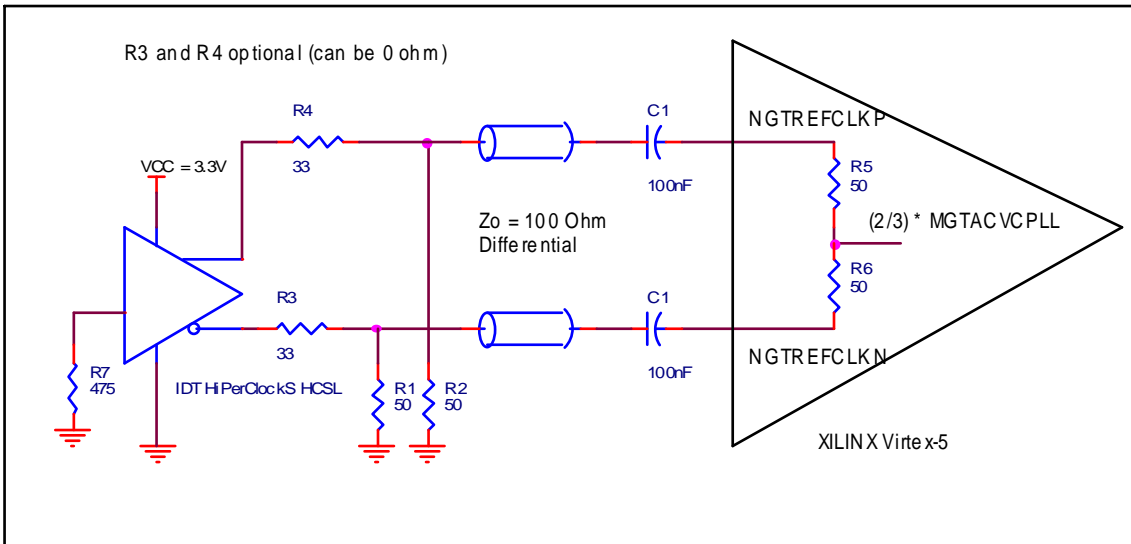 R3 and R4 optional (can be 0 ohm)
R4
33
VCC = 3.3V
C1
100nF
NGTREFCLKP
R5
50
(2/3) * MGTACVCPLL
Zo = 100 Ohm
Differential
R3
33
C1
100nF
R6
50
NGTREFCLKN
R7
475
IDT HiPerClockS HCSL
R1
50
R2
50
XILINX Virtex-5